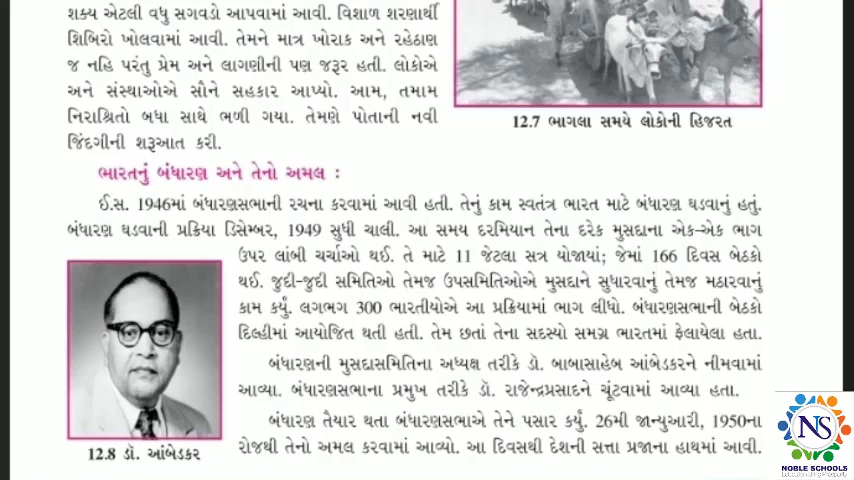 શક્ય એટલી વધુ સગવડો આપવામાં આવી. વિશાળ શરણાર્થી
શિબિરો ખોલવામાં આવી. તેમને માત્ર ખોરાક અને રહેઠાણ
જ નહિ પરંતુ પ્રેમ અને લાગણીની પણ જરૂર હતી. લોકોએ
અને સંસ્થાઓએ સૌને સહકાર આપ્યો. આમ, તમામ
નિરાશ્રિતો બધા સાથે ભળી ગયા. તેમણે પોતાની નવી
જિંદગીની શરૂઆત કરી.
12.7 ભાગલા સમયે લોકોની હિજરત
ભારતનું બંધારણ અને તેનો અમલ :
ઈ.સ. 1946માં બંધારણસભાની રચના કરવામાં આવી હતી. તેનું કામ સ્વતંત્ર ભારત માટે બંધારણ ઘડવાનું હતું.
બંધારણ ઘડવાની પ્રક્રિયા ડિસેમ્બર, 1949 સુધી ચાલી. આ સમય દરમિયાન તેના દરેક મુસદ્દાના એક-એક ભાગ
ઉપર લાંબી ચર્ચાઓ થઈ. તે માટે 11 જેટલા સત્ર યોજાયાં; જેમાં 166 દિવસ બેઠકો
થઈ. જુદી-જુદી સમિતિઓ તેમજ ઉપસમિતિઓએ મુસદ્દાને સુધારવાનું તેમજ મઠારવાનું
કામ કર્યું. લગભગ 300 ભારતીયોએ આ પ્રક્રિયામાં ભાગ લીધો. બંધારણસભાની બેઠકો
દિલ્હીમાં આયોજિત થતી હતી. તેમ છતાં તેના સદસ્યો સમગ્ર ભારતમાં ફેલાયેલા હતા.
બંધારણની મુસદ્દાસમિતિના અધ્યક્ષ તરીકે ડૉ. બાબાસાહેબ આંબેડકરને નીમવામાં
આવ્યા. બંધારણસભાના પ્રમુખ તરીકે ડૉ. રાજેન્દ્રપ્રસાદને ચૂંટવામાં આવ્યા હતા.
બંધારણ તૈયાર થતા બંધારણસભાએ તેને પસાર કર્યું. 26મી જાન્યુઆરી, 1950ના
રોજથી તેનો અમલ કરવામાં આવ્યો. આ દિવસથી દેશની સત્તા પ્રજાના હાથમાં આવી.
12.8 ડૉ. આંબેડકર
NS
NOBLE SCHOOLS